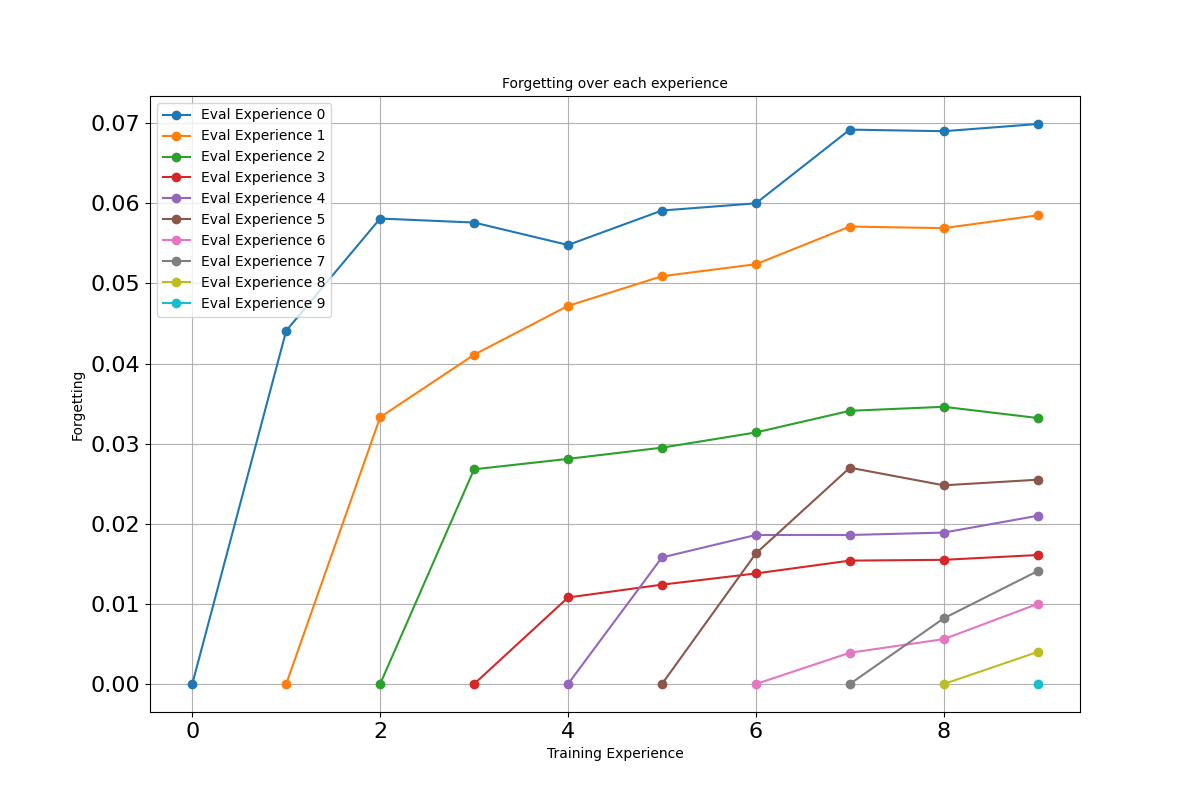 Forgetting over each experience
Eval Experience 0
Eval Experience 1
Eval Experience 2
Eval Experience 3
Eval Experience 4
Eval Experience 5
Eval Experience 6
Eval Experience 7
Eval Experience 8
Eval Experience 9
0.07
0.06
0.05
0.04
0.03
0.02
0.01
0.00
Forgetting
0 2 4 6 8
Training Experience